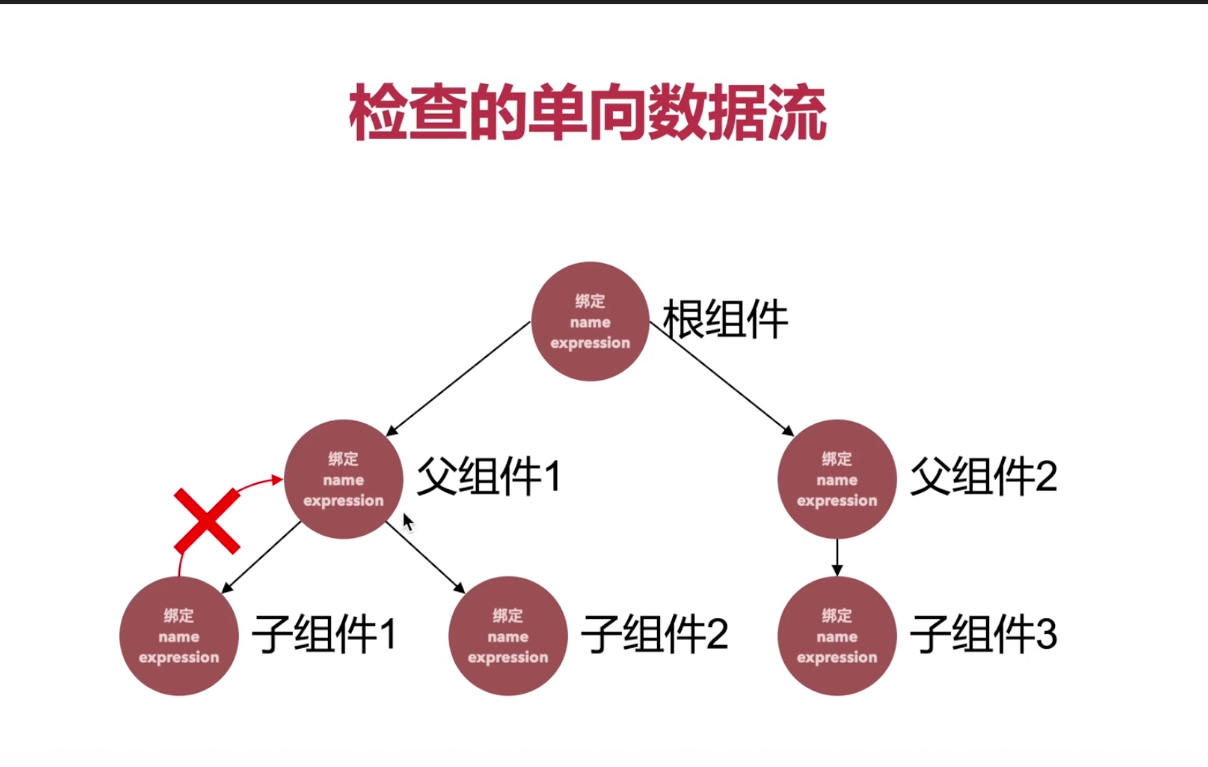 检查的单向数据流
绑定
name
expression
根组件
绑定
name
expression
父组件1
绑定
name
expression
父组件2
绑定
name
expression
子组件1
绑定
name
expression
子组件2
绑定
name
expression
子组件3